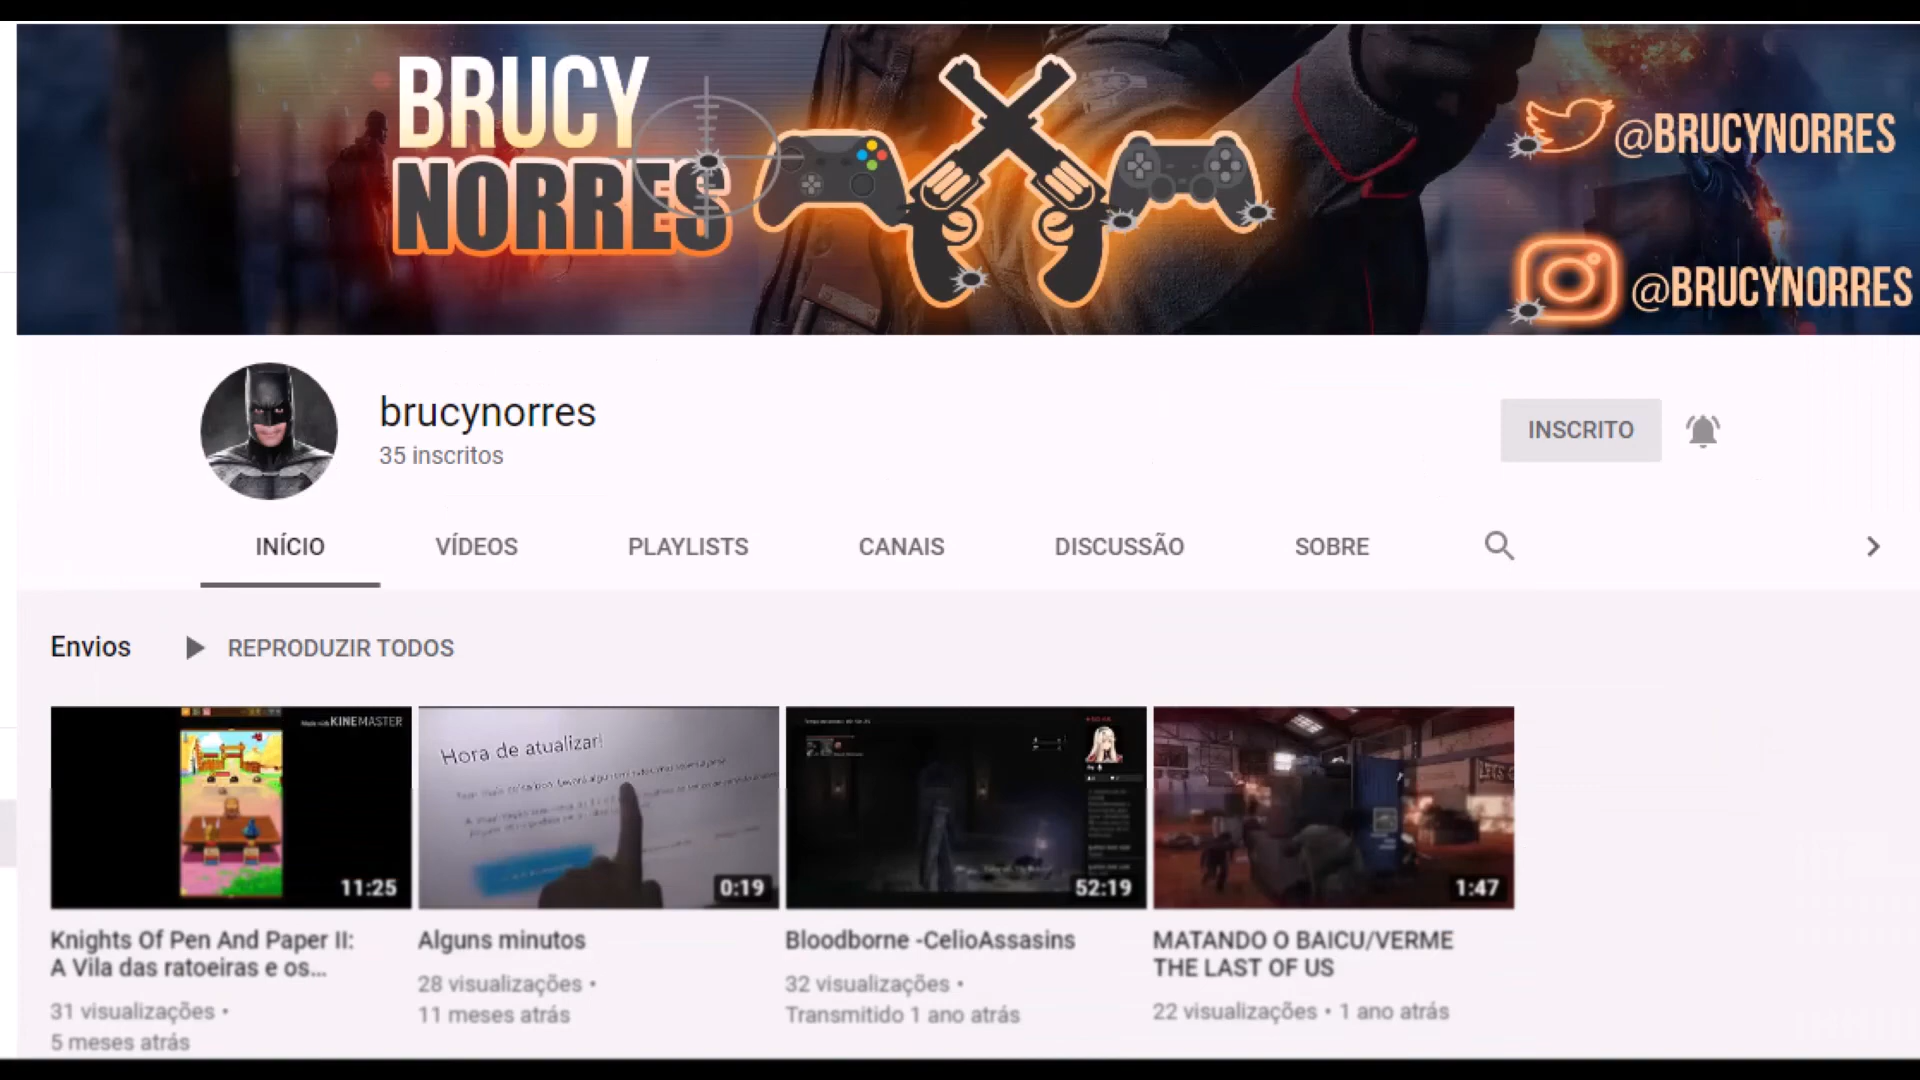 BRUCY
NORRES
@BRUCYNORRES
@BRUCYNORRES
brucynorres
35 inscritos
INSCRITO
INÍCIO
VÍDEOS
PLAYLISTS
CANAIS
DISCUSSÃO
SOBRE
Envios
REPRODUZIR TODOS
Made with KINEMASTER
11:25
Hora de atualizar!
0:19
52:19
1:47
Knights Of Pen And Paper II:
A Vila das ratoeiras e os...
31 visualizações •
5 meses atrás
Alguns minutos
28 visualizações •
11 meses atrás
Bloodborne -CelioAssasins
32 visualizações •
Transmitido 1 ano atrás
MATANDO O BAICU/VERME
THE LAST OF US
22 visualizações • 1 ano atrás